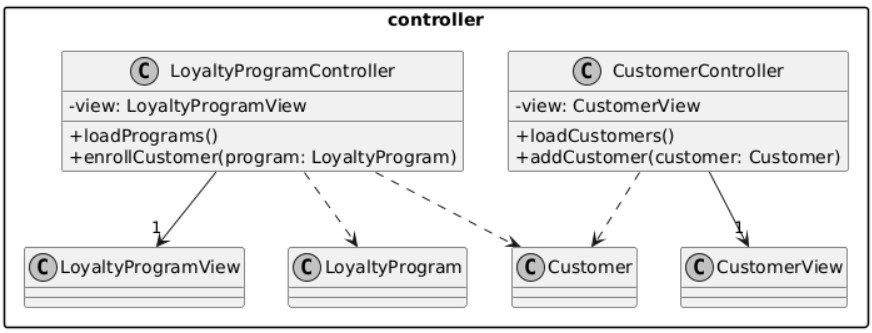 controller
C LoyaltyProgramController
-view: LoyaltyProgramView
+loadPrograms()
+enrollCustomer(program: LoyaltyProgram)
C CustomerController
-view: CustomerView
+loadCustomers()
+addCustomer(customer: Customer)
1
1
C LoyaltyProgramView
C LoyaltyProgram
C Customer
C CustomerView